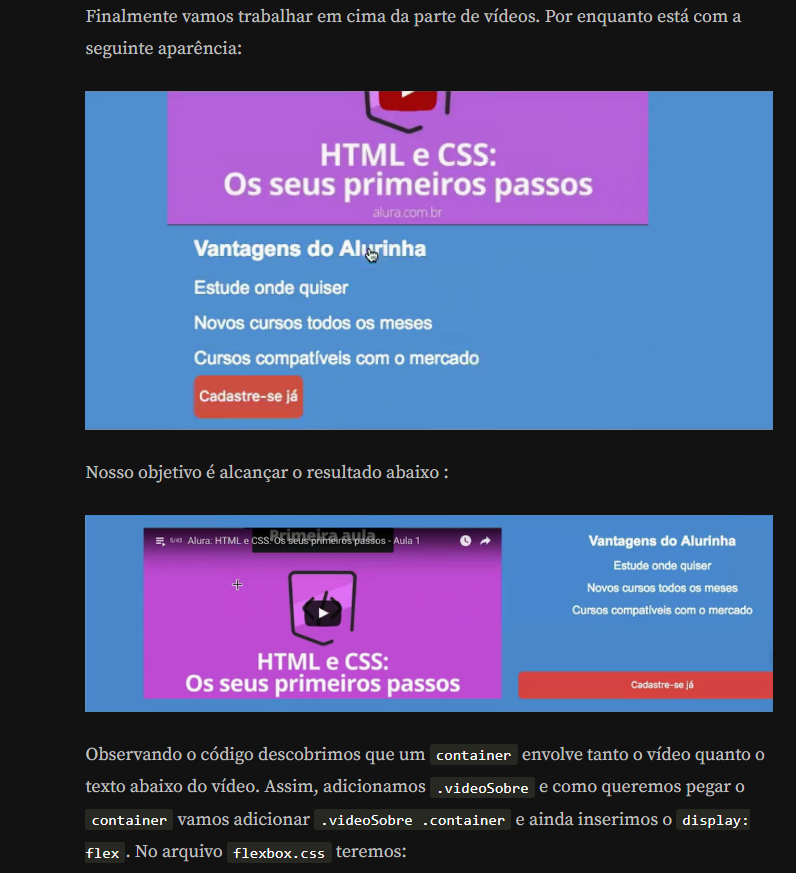 Finalmente vamos trabalhar em cima da parte de vídeos. Por enquanto está com a
seguinte aparência:
HTML e CSS:
Os seus primeiros passos
alura.com.br
Vantagens do Alurinha
Estude onde quiser
Novos cursos todos os meses
Cursos compatíveis com o mercado
Cadastre-se já
Nosso objetivo é alcançar o resultado abaixo :
Primeira aula
5/43 Alura: HTML e CSS: Os seus primeiros passos - Aula 1
HTML e CSS:
Os seus primeiros passos
Vantagens do Alurinha
Estude onde quiser
Novos cursos todos os meses
Cursos compatíveis com o mercado
Cadastre-se já
Observando o código descobrimos que um container envolve tanto o vídeo quanto o
texto abaixo do vídeo. Assim, adicionamos .videoSobre e como queremos pegar o
container vamos adicionar .videoSobre .container e ainda inserimos o display:
flex . No arquivo flexbox.css teremos: